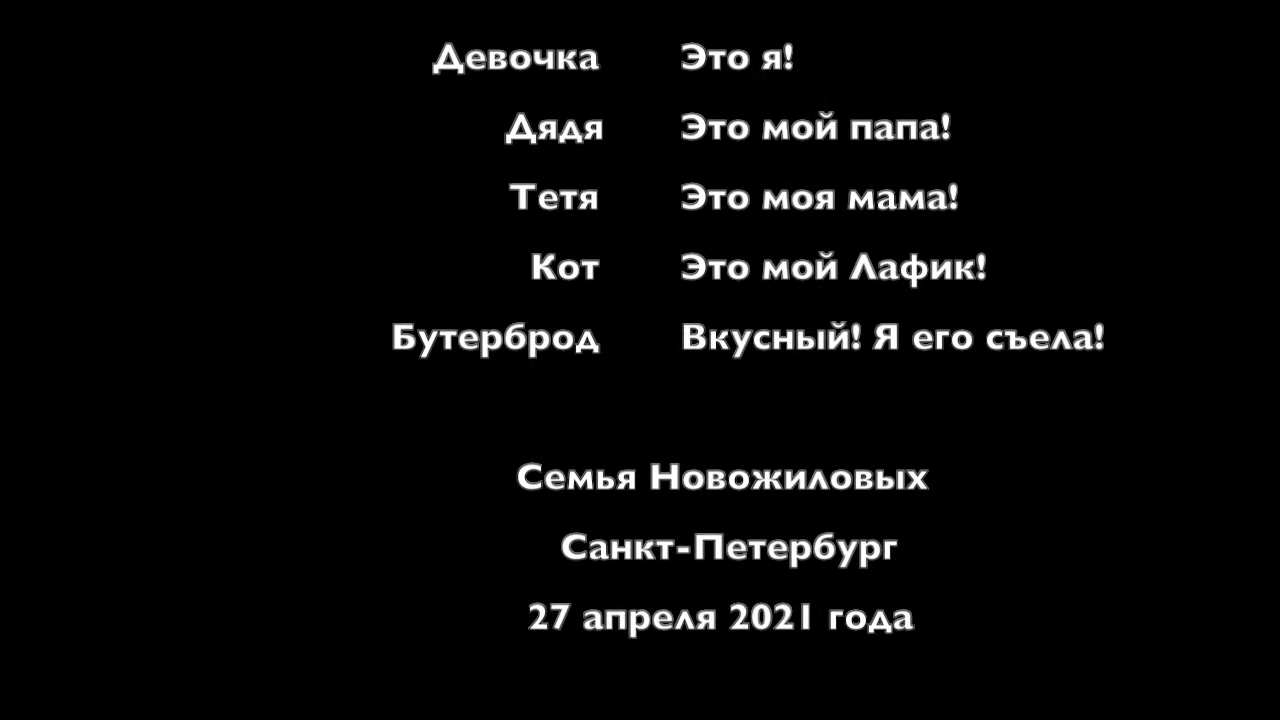 Девочка Это я!
Дядя Это мой папа!
Тетя Это моя мама!
Кот Это мой Лафик!
Бутерброд Вкусный! Я его съела!
Семья Новожиловых
Санкт-Петербург
27 апреля 2021 года